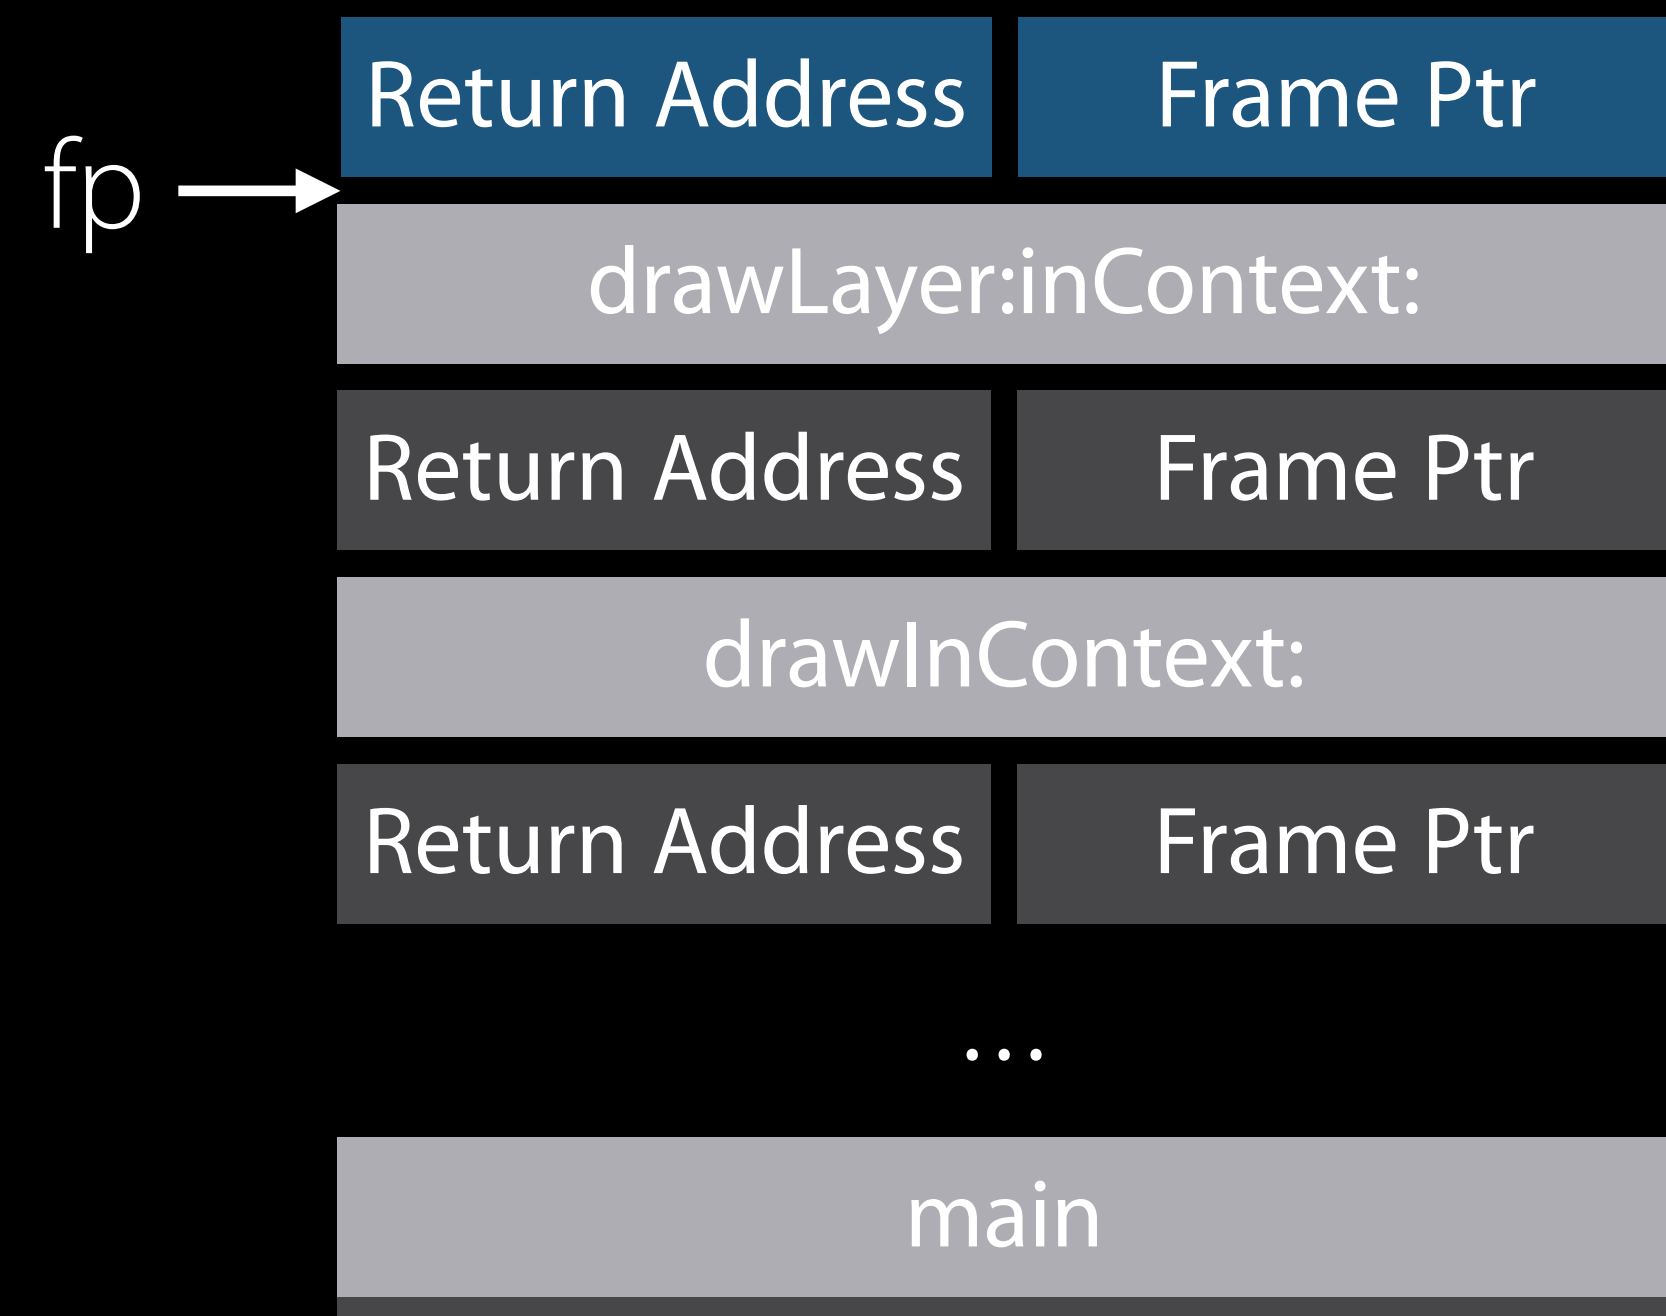 Return Address Frame Ptr
fp
drawLayer:inContext:
Return Address Frame Ptr
drawInContext:
Return Address Frame Ptr
...
main